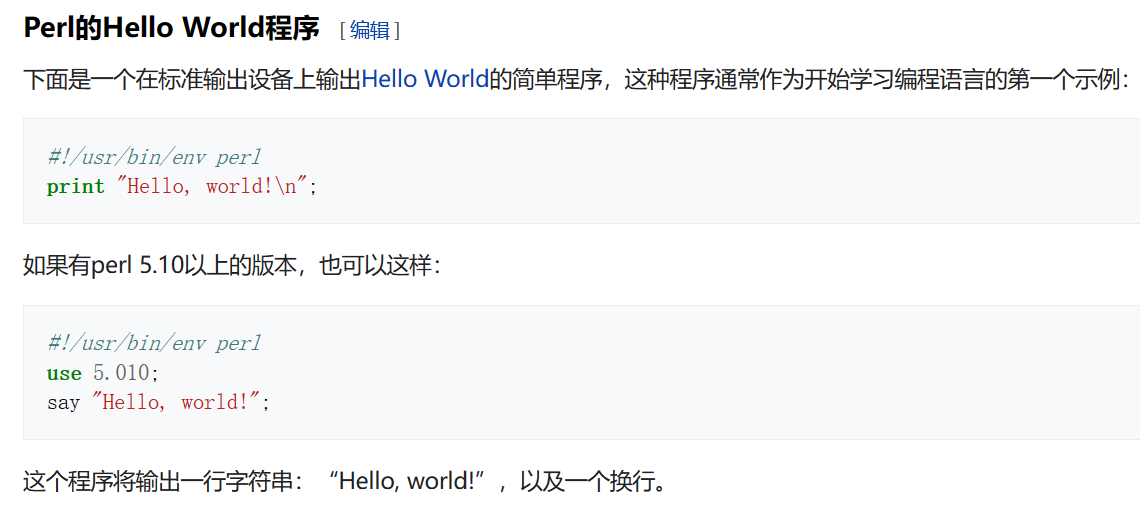 Perl的Hello World程序 [编辑]
下面是一个在标准输出设备上输出Hello World的简单程序，这种程序通常作为开始学习编程语言的第一个示例：
#!/usr/bin/env perl
print "Hello, world!\n";
如果有perl 5.10以上的版本，也可以这样：
#!/usr/bin/env perl
use 5.010;
say "Hello, world!";
这个程序将输出一行字符串：“Hello, world!”，以及一个换行。